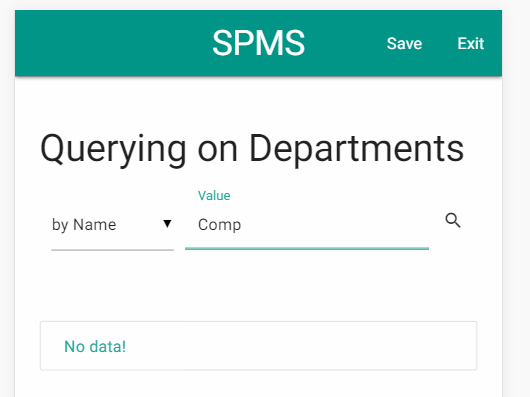 SPMS Save Exit
Querying on Departments
Value
by Name Comp
No data!